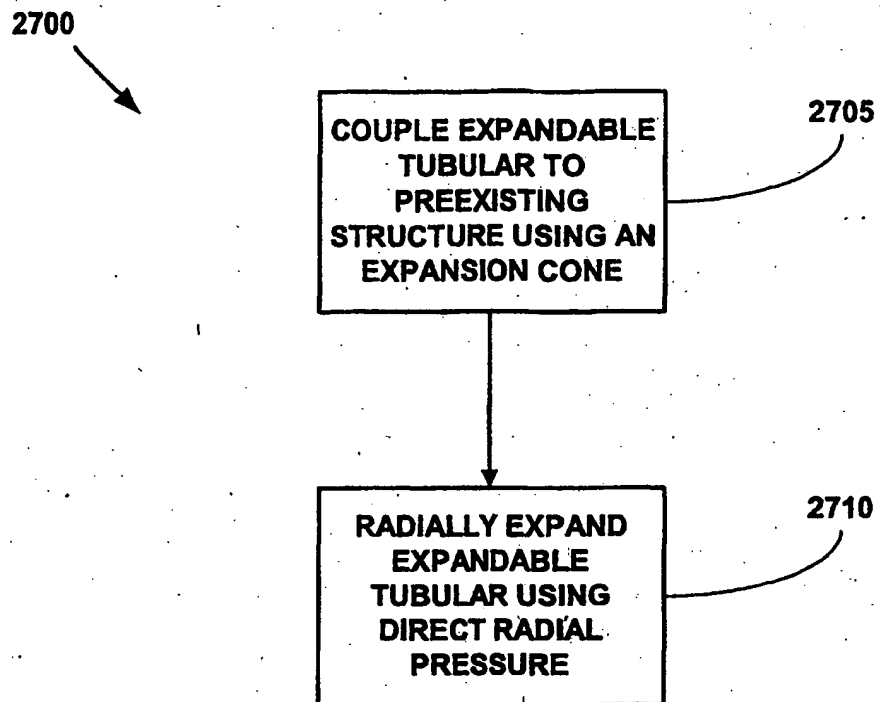 2700
COUPLE EXPANDABLE
TUBULAR TO
PREEXISTING
STRUCTURE USING AN
EXPANSION CONE
2705
RADIALLY EXPAND
EXPANDABLE
TUBULAR USING
DIRECT RADIAL
PRESSURE
2710